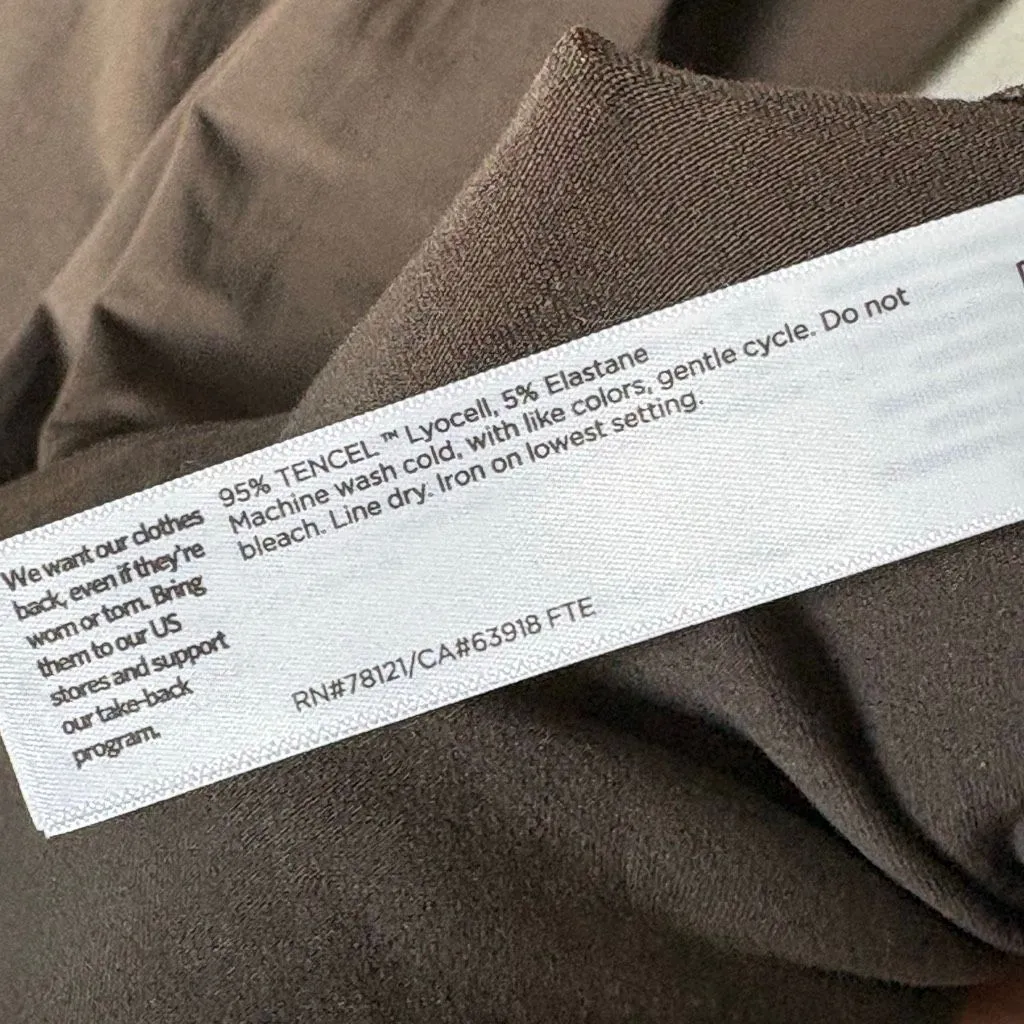 We want our clothes
back, even if they're
worn or torn. Bring
them to our US
stores and support
our take-back
program.
95% TENCEL ™ Lyocell, 5% Elastane
Machine wash cold, with like colors, gentle cycle. Do not
bleach. Line dry. Iron on lowest setting.
RN#78121/CA#63918 FTE